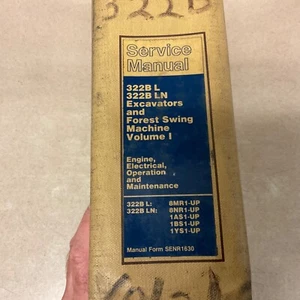 322B
Service
Manual
322B L
322B LN
Excavators
and
Forest Swing
Machine
Volume I
Engine,
Electrical,
Operation
and
Maintenance
322B L: 8MR1-UP
322B LN: 8NR1-UP
1AS1-UP
1BS1-UP
1YS1-UP
Manual Form SENR1630